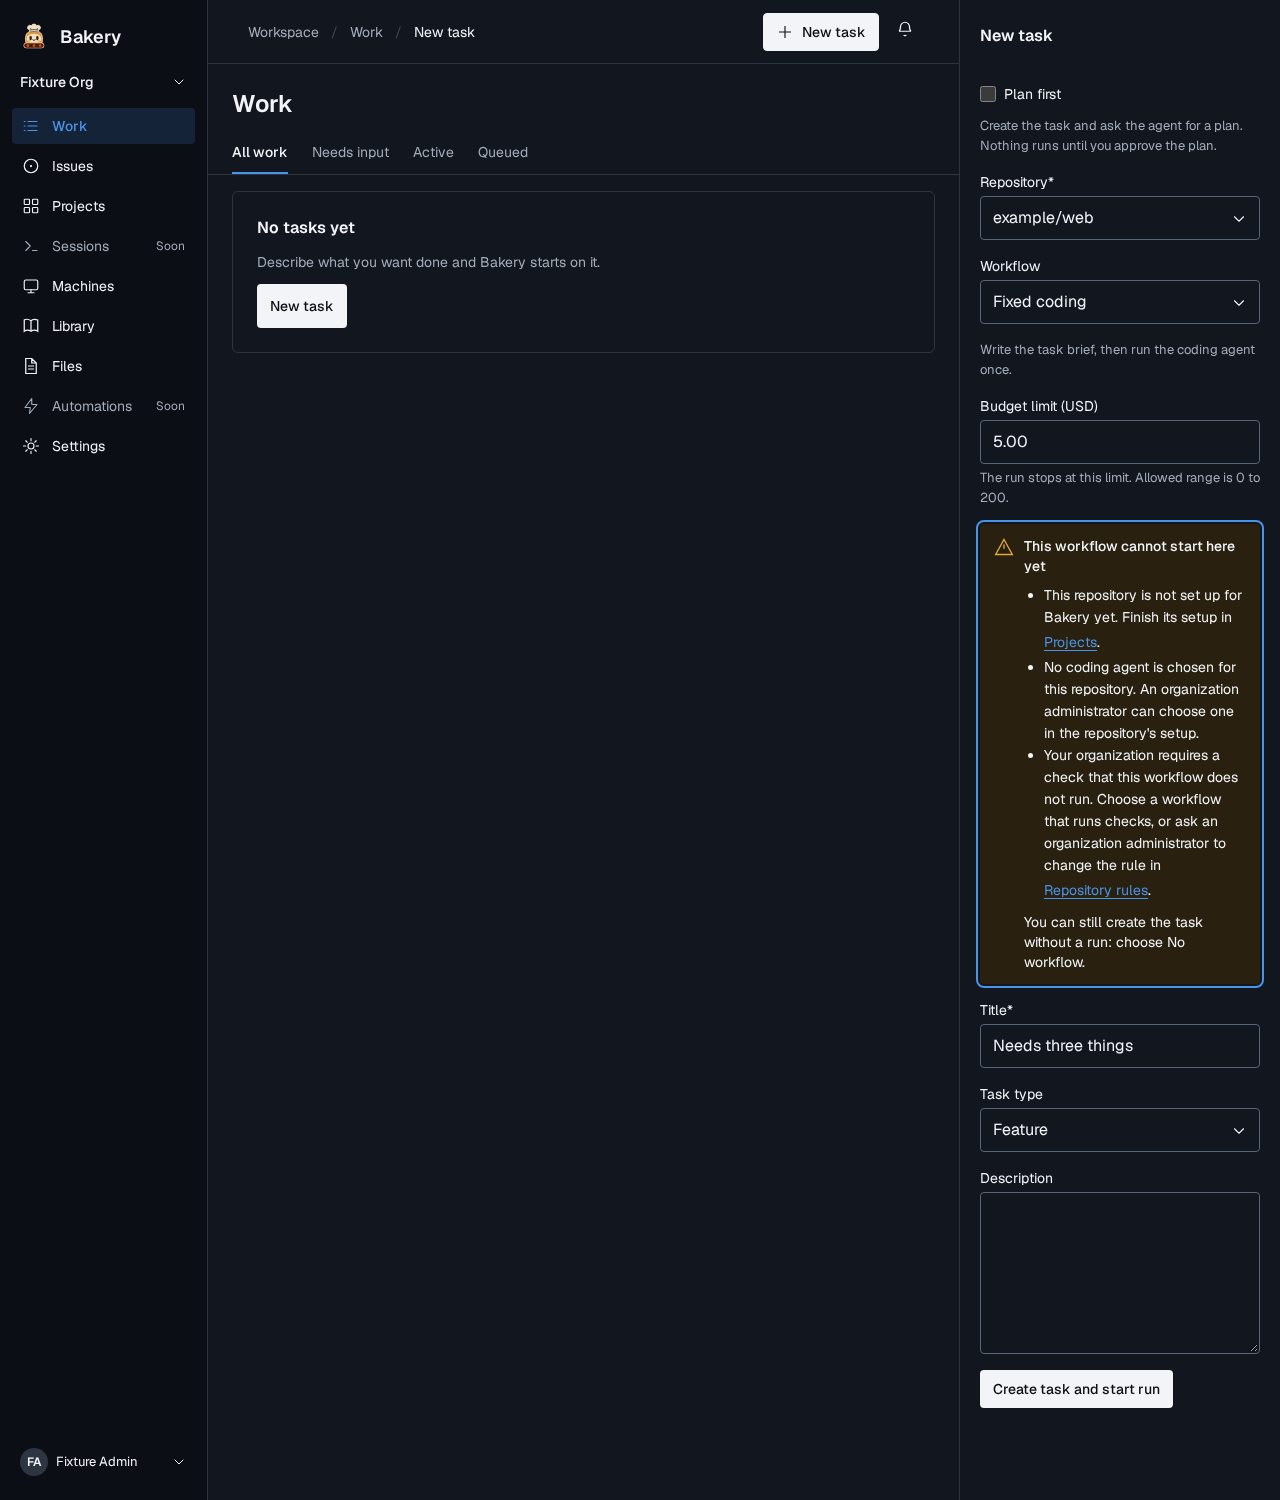 Bakery
Fixture Org
Work
Issues
Projects
Sessions Soon
Machines
Library
Files
Automations Soon
Settings
FA Fixture Admin
Workspace / Work / New task
New task
Work
All work Needs input Active Queued
No tasks yet
Describe what you want done and Bakery starts on it.
New task
New task
Plan first
Create the task and ask the agent for a plan.
Nothing runs until you approve the plan.
Repository*
example/web
Workflow
Fixed coding
Write the task brief, then run the coding agent
once.
Budget limit (USD)
5.00
The run stops at this limit. Allowed range is 0 to
200.
This workflow cannot start here
yet
• This repository is not set up for
Bakery yet. Finish its setup in
Projects.
• No coding agent is chosen for
this repository. An organization
administrator can choose one
in the repository's setup.
• Your organization requires a
check that this workflow does
not run. Choose a workflow
that runs checks, or ask an
organization administrator to
change the rule in
Repository rules.
You can still create the task
without a run: choose No
workflow.
Title*
Needs three things
Task type
Feature
Description
Create task and start run